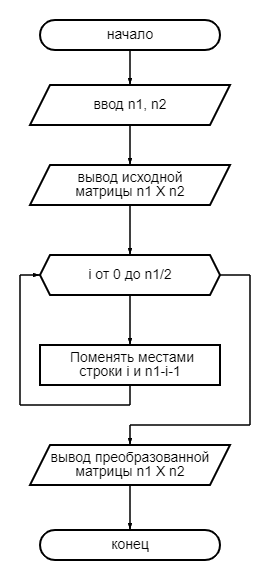 начало
ввод n1, n2
вывод исходной
матрицы n1 X n2
i от 0 до n1/2
Поменять местами
строки i и n1-i-1
вывод преобразованной
матрицы n1 X n2
конец